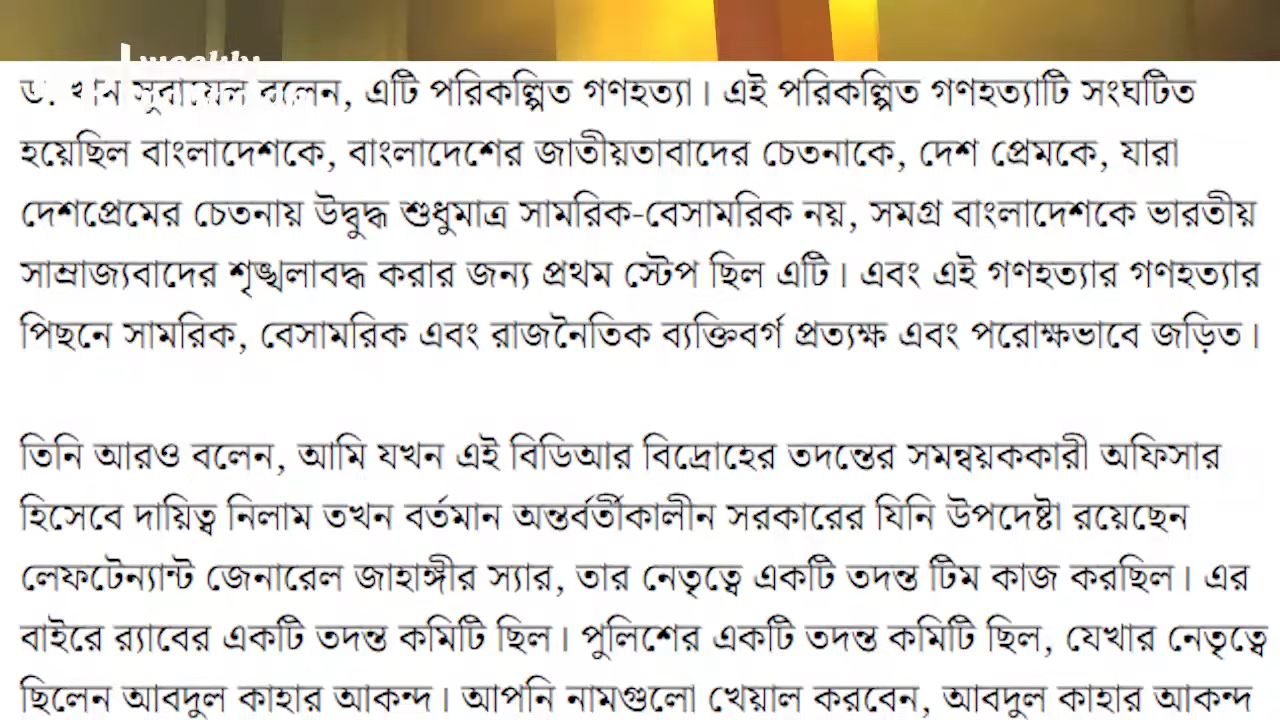 weekly
ড. খান সুবায়েল বলেন, এটি পরিকল্পিত গণহত্যা। এই পরিকল্পিত গণহত্যাটি সংঘটিত
হয়েছিল বাংলাদেশকে, বাংলাদেশের জাতীয়তাবাদের চেতনাকে, দেশ প্রেমকে, যারা
দেশপ্রেমের চেতনায় উদ্বুদ্ধ শুধুমাত্র সামরিক-বেসামরিক নয়, সমগ্র বাংলাদেশকে ভারতীয়
সাম্রাজ্যবাদের শৃঙ্খলাবদ্ধ করার জন্য প্রথম স্টেপ ছিল এটি। এবং এই গণহত্যার গণহত্যার
পিছনে সামরিক, বেসামরিক এবং রাজনৈতিক ব্যক্তিবর্গ প্রত্যক্ষ এবং পরোক্ষভাবে জড়িত।
তিনি আরও বলেন, আমি যখন এই বিডিআর বিদ্রোহের তদন্তের সমন্বয়ককারী অফিসার
হিসেবে দায়িত্ব নিলাম তখন বর্তমান অন্তর্বর্তীকালীন সরকারের যিনি উপদেষ্টা রয়েছেন
লেফটেন্যান্ট জেনারেল জাহাঙ্গীর স্যার, তার নেতৃত্বে একটি তদন্ত টিম কাজ করছিল। এর
বাইরে র‍্যাবের একটি তদন্ত কমিটি ছিল। পুলিশের একটি তদন্ত কমিটি ছিল, যেখার নেতৃত্বে
ছিলেন আবদুল কাহার আকন্দ। আপনি নামগুলো খেয়াল করবেন, আবদুল কাহার আকন্দ